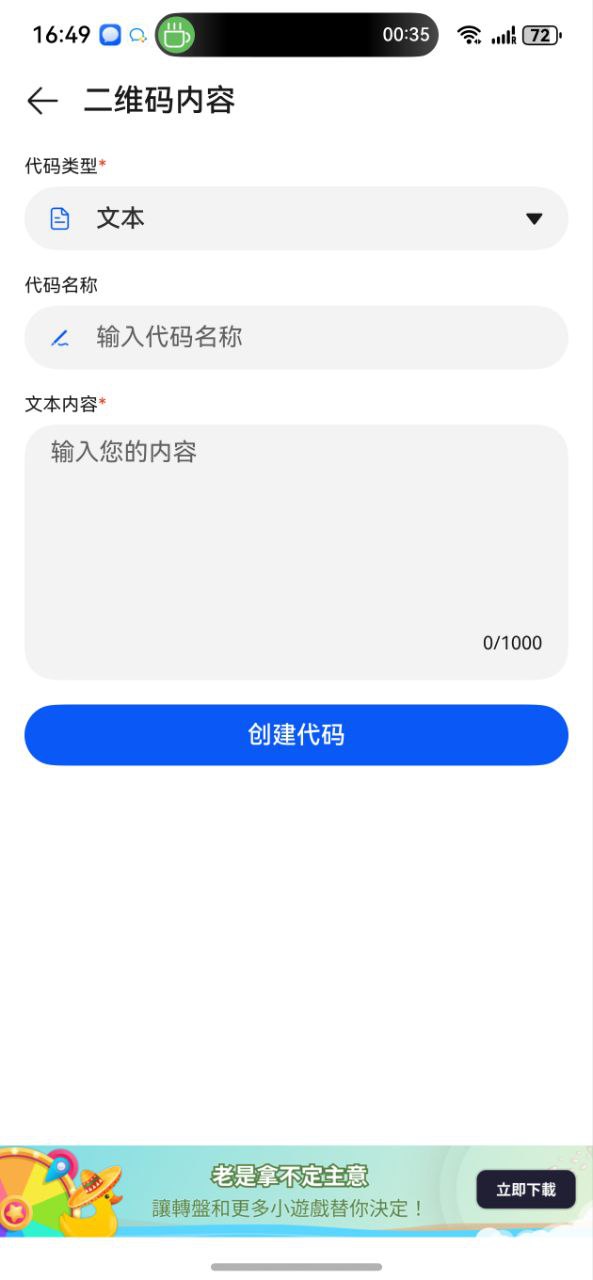 16:49 00:35 72
二维码内容
代码类型*
文本
代码名称
输入代码名称
文本内容*
输入您的内容
0/1000
创建代码
老是拿不定主意
讓轉盤和更多小遊戲替你決定！
立即下載